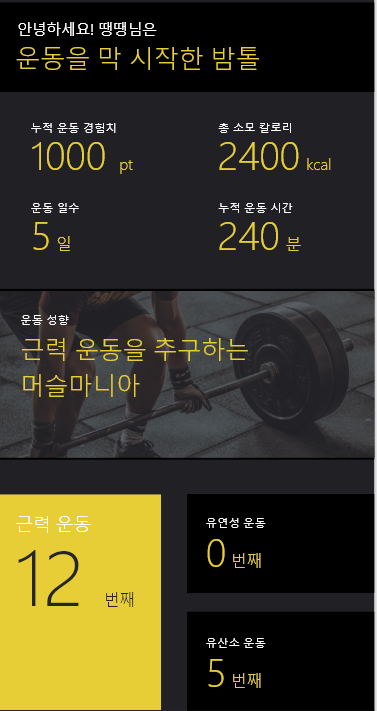 안녕하세요! 땡땡님은
운동을 막 시작한 밤톨
누적 운동 경험치
1000 pt
총 소모 칼로리
2400 kcal
운동 일수
5 일
누적 운동 시간
240 분
운동 성향
근력 운동을 추구하는
머슬마니아
근력 운동
12 번째
유연성 운동
0 번째
유산소 운동
5 번째